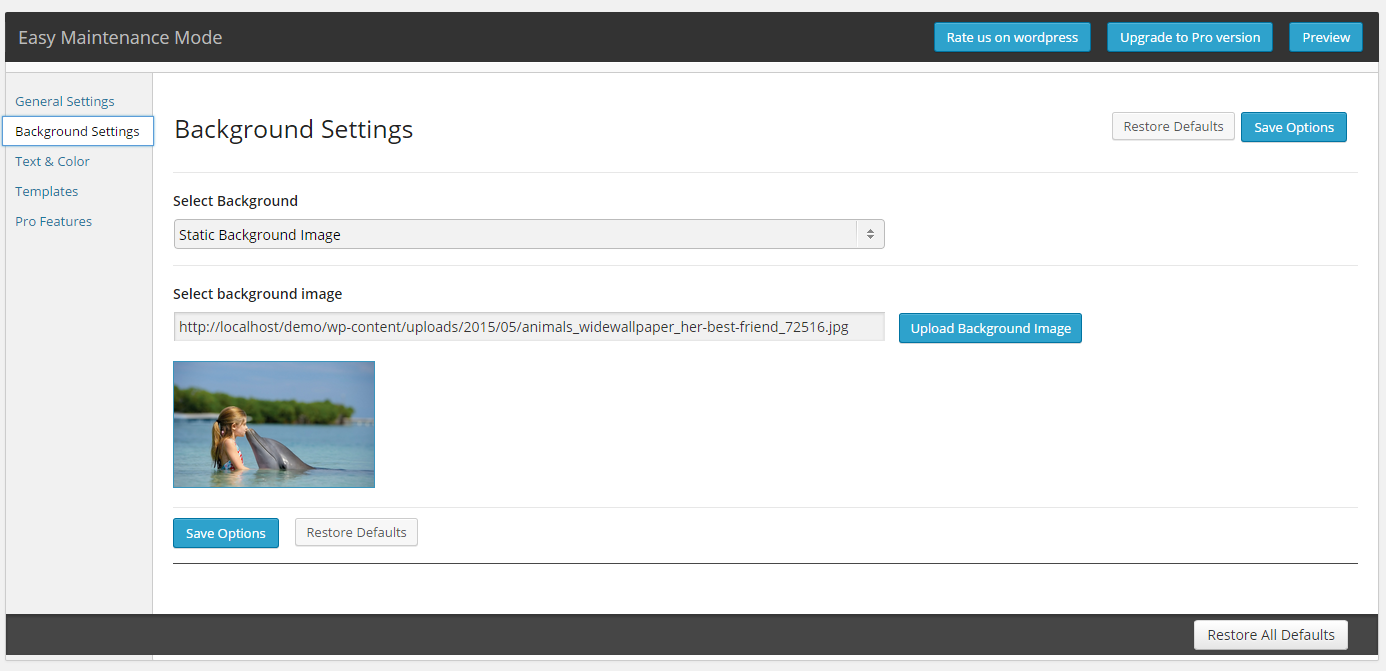 Easy Maintenance Mode
Rate us on wordpress
Upgrade to Pro version
Preview
General Settings
Background Settings
Text & Color
Templates
Pro Features
Background Settings
Restore Defaults
Save Options
Select Background
Static Background Image
Select background image
http://localhost/demo/wp-content/uploads/2015/05/animals_widewallpaper_her-best-friend_72516.jpg
Upload Background Image
Save Options
Restore Defaults
Restore All Defaults